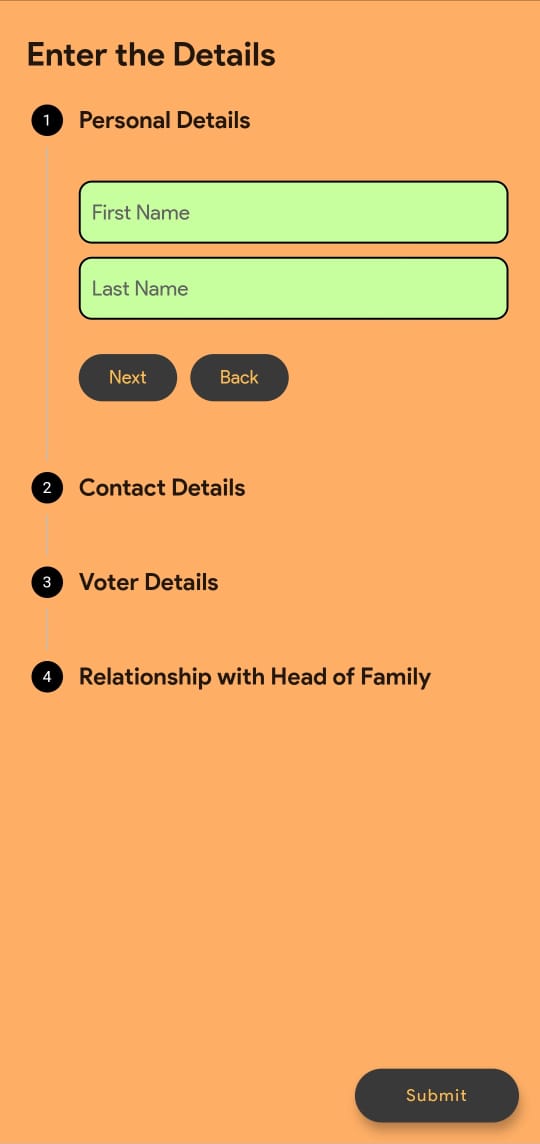 Enter the Details
1 Personal Details
First Name
Last Name
Next Back
2 Contact Details
3 Voter Details
4 Relationship with Head of Family
Submit